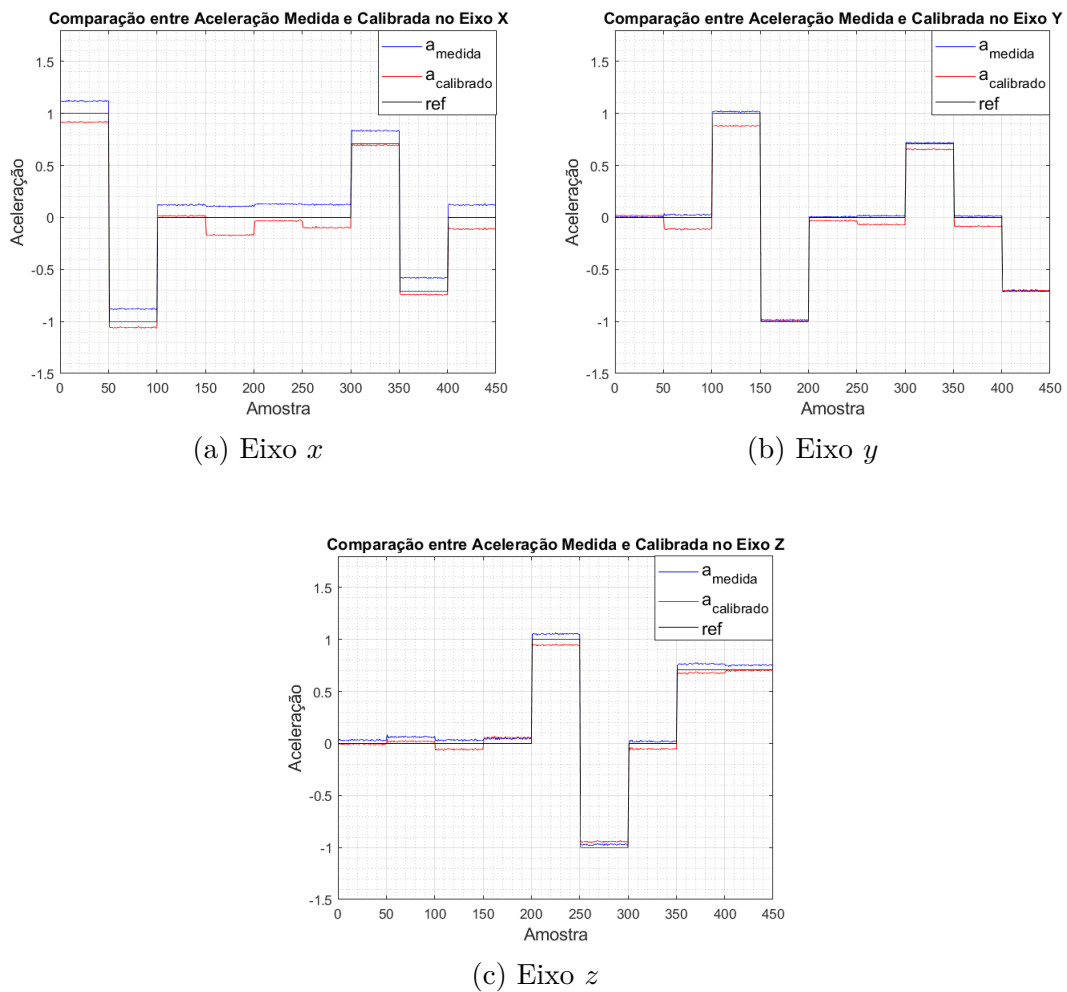 Comparação entre Aceleração Medida e Calibrada no Eixo X
a_medida
a_calibrado
ref
1.5
1
0.5
0
-0.5
-1
-1.5
Aceleração
0 50 100 150 200 250 300 350 400 450
Amostra
(a) Eixo x
Comparação entre Aceleração Medida e Calibrada no Eixo Y
a_medida
a_calibrado
ref
1.5
1
0.5
0
-0.5
-1
-1.5
Aceleração
0 50 100 150 200 250 300 350 400 450
Amostra
(b) Eixo y
Comparação entre Aceleração Medida e Calibrada no Eixo Z
a_medida
a_calibrado
ref
1.5
1
0.5
0
-0.5
-1
-1.5
Aceleração
0 50 100 150 200 250 300 350 400 450
Amostra
(c) Eixo z